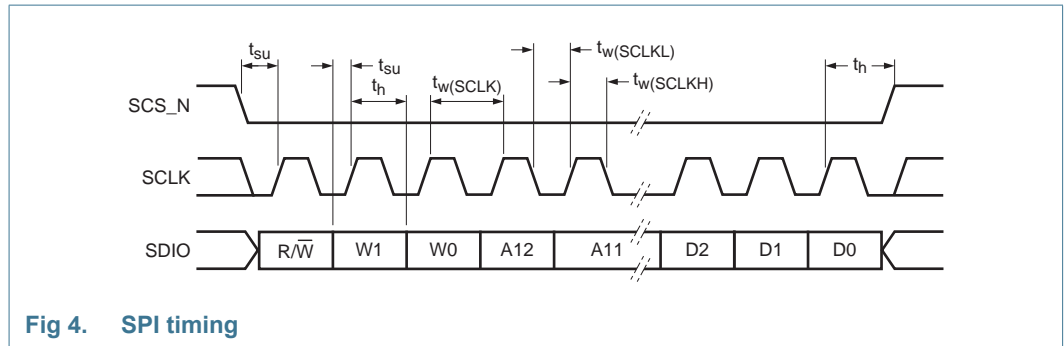 tsu
tsu
th
tw(SCLK)
tw(SCLKL)
tw(SCLKH)
th
SCS_N
SCLK
SDIO
R/W̅
W1
W0
A12
A11
D2
D1
D0
Fig 4. SPI timing